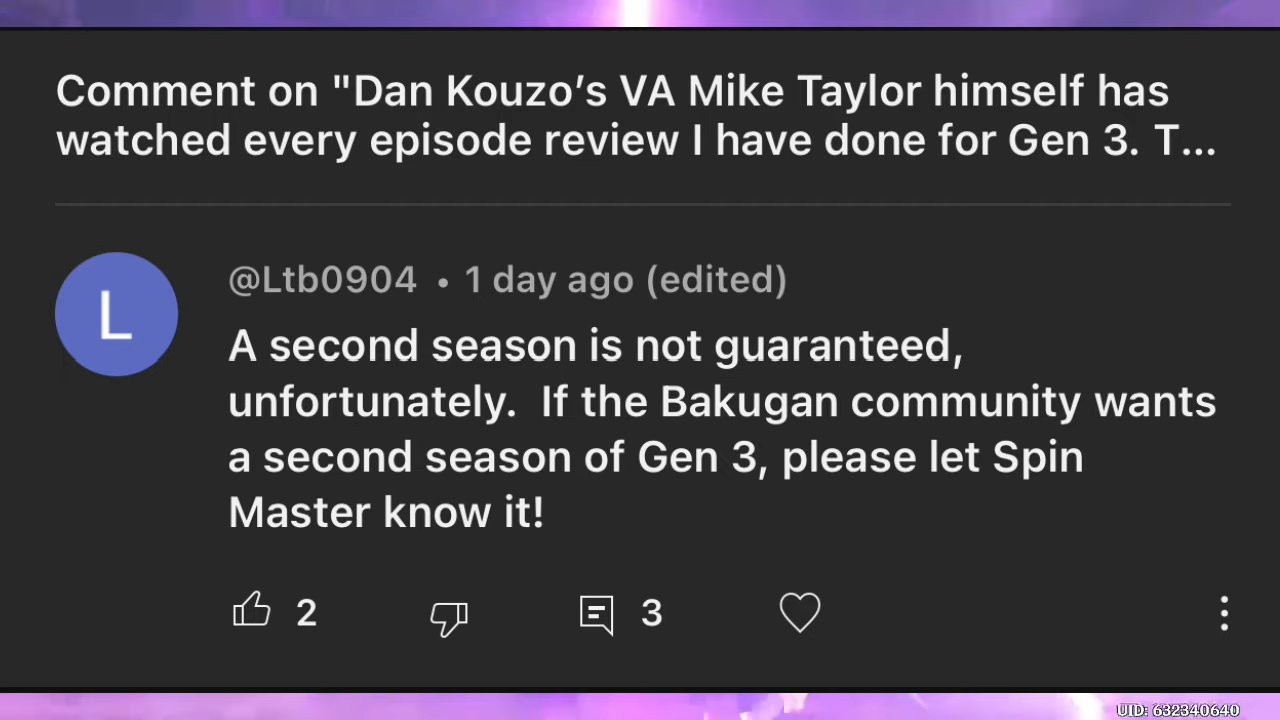 Comment on "Dan Kouzo’s VA Mike Taylor himself has
watched every episode review I have done for Gen 3. T...
L
@Ltb0904 • 1 day ago (edited)
A second season is not guaranteed,
unfortunately.  If the Bakugan community wants
a second season of Gen 3, please let Spin
Master know it!
2
3
UID: 632340640